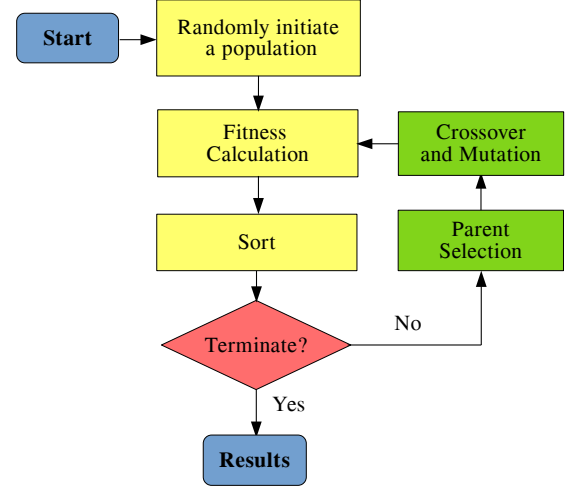 Start
Randomly initiate
a population
Fitness
Calculation
Crossover
and Mutation
Sort
Parent
Selection
Terminate?
No
Yes
Results